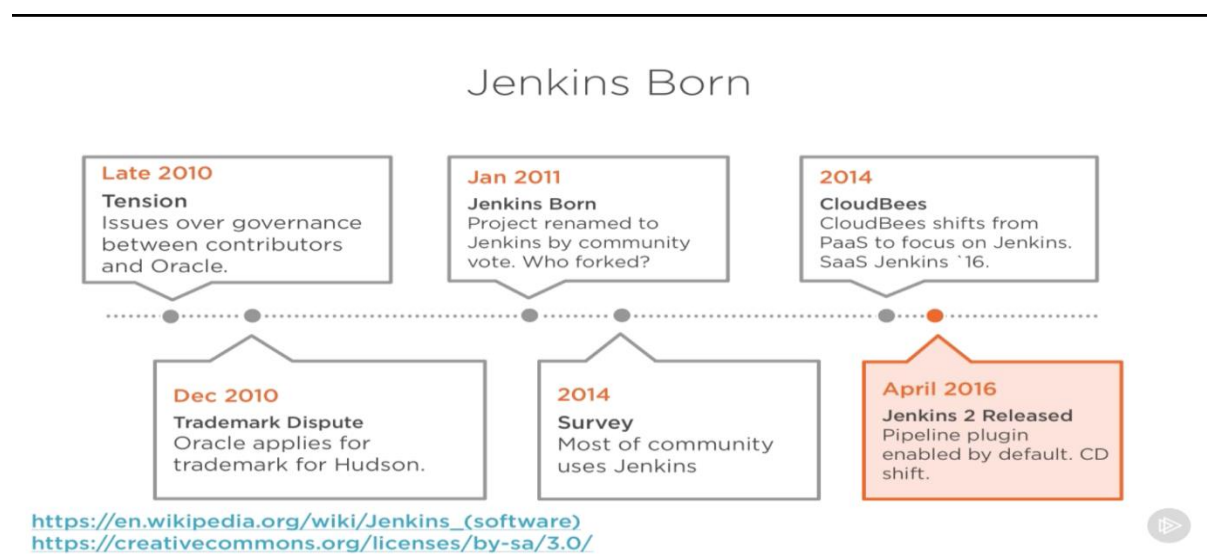 Jenkins Born
Late 2010
Tension
Issues over governance
between contributors
and Oracle.
Jan 2011
Jenkins Born
Project renamed to
Jenkins by community
vote. Who forked?
2014
CloudBees
CloudBees shifts from
PaaS to focus on Jenkins.
SaaS Jenkins `16.
Dec 2010
Trademark Dispute
Oracle applies for
trademark for Hudson.
2014
Survey
Most of community
uses Jenkins
April 2016
Jenkins 2 Released
Pipeline plugin
enabled by default. CD
shift.
https://en.wikipedia.org/wiki/Jenkins_(software)
https://creativecommons.org/licenses/by-sa/3.0/